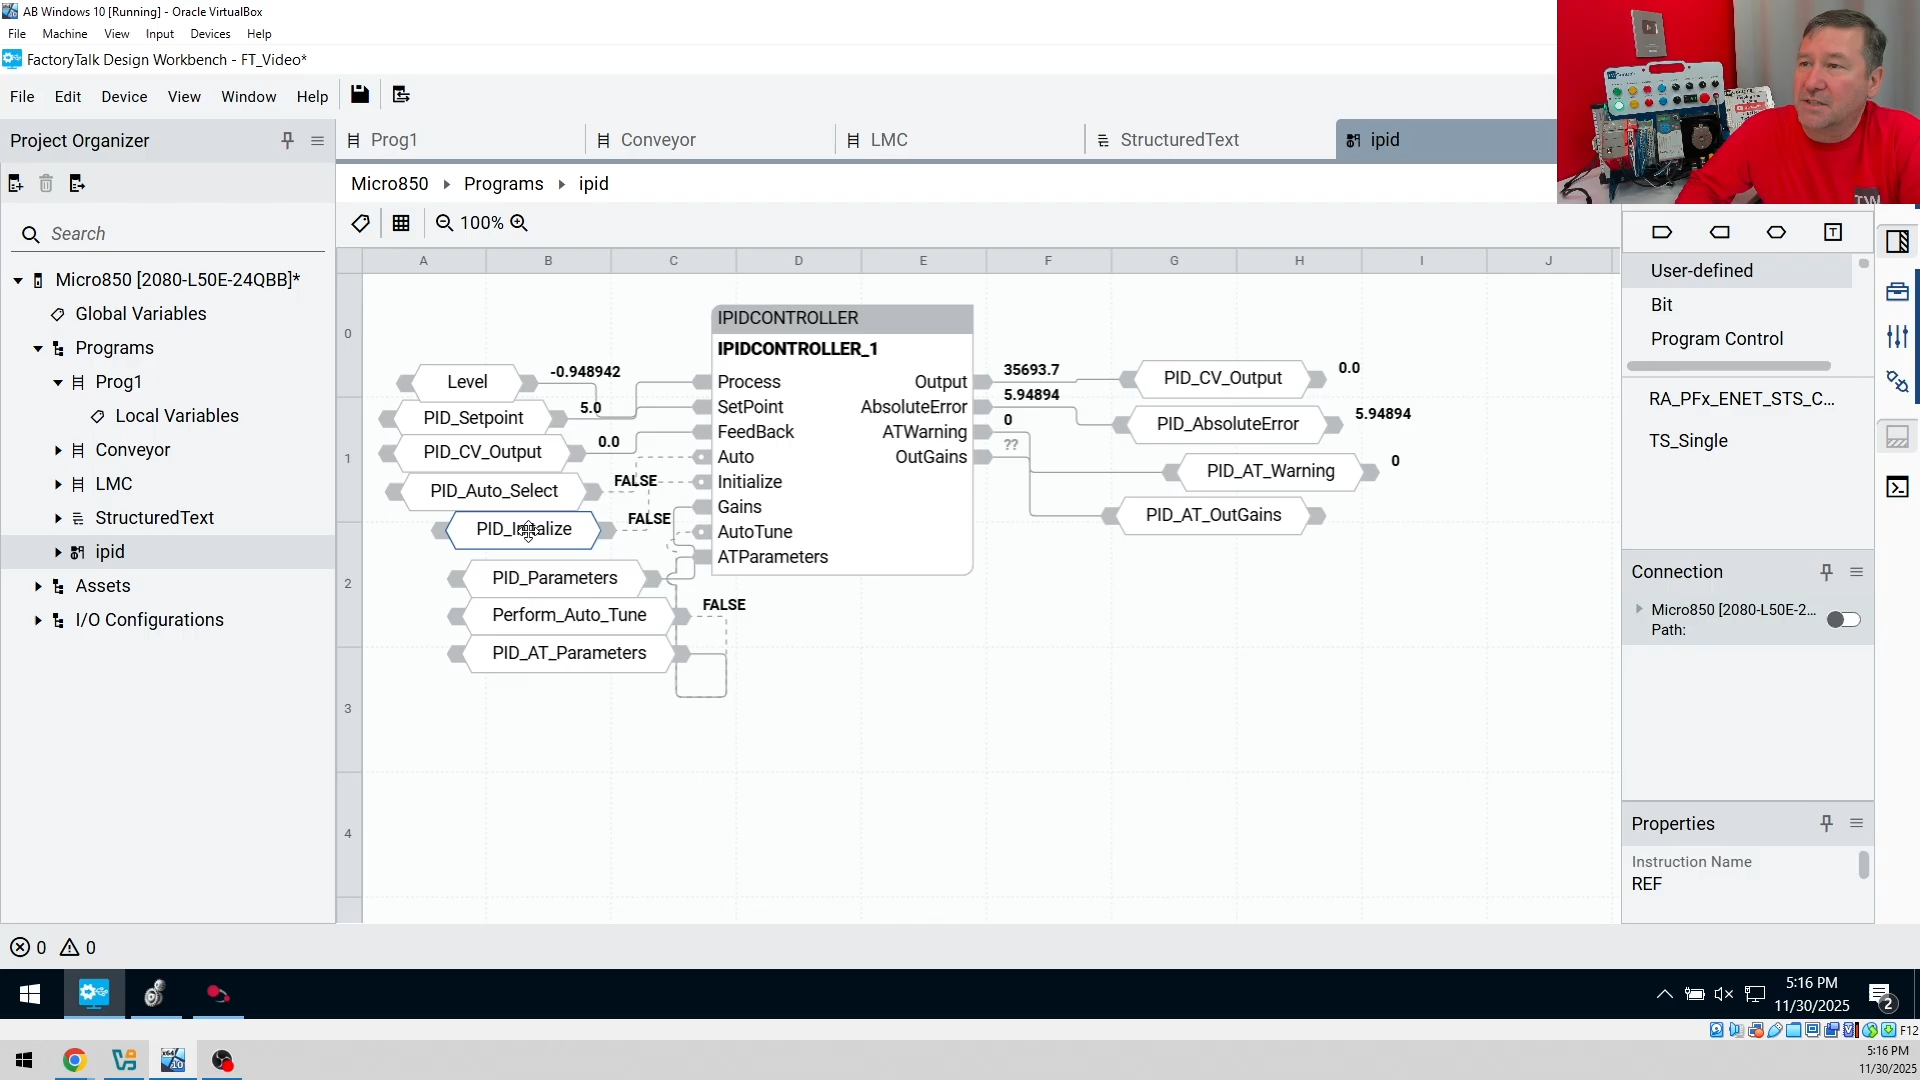 AB Windows 10 [Running] - Oracle VirtualBox
File Machine View Input Devices Help
FactoryTalk Design Workbench - FT_Video*
File Edit Device View Window Help
Project Organizer
Prog1 Conveyor LMC StructuredText ipid
Micro850 Programs ipid
Search
100%
Micro850 [2080-L50E-24QBB]*
Global Variables
Programs
Prog1
Local Variables
Conveyor
LMC
StructuredText
ipid
Assets
I/O Configurations
A B C D E F G H I J
0
1
2
3
4
IPIDCONTROLLER
IPIDCONTROLLER_1
Level -0.948942 Process
PID_Setpoint 5.0 SetPoint
PID_CV_Output 0.0 FeedBack
PID_Auto_Select FALSE Auto
FALSE Initialize
PID_Parameters Gains
Perform_Auto_Tune FALSE AutoTune
PID_AT_Parameters ATParameters
Output 35693.7 PID_CV_Output 0.0
AbsoluteError 5.94894 PID_AbsoluteError 5.94894
ATWarning 0 PID_AT_Warning 0
OutGains ?? PID_AT_OutGains
T
User-defined
Bit
Program Control
RA_PFx_ENET_STS_C...
TS_Single
Connection
Micro850 [2080-L50E-2...
Path:
Properties
Instruction Name
REF
0 0
5:16 PM
11/30/2025
2
F12
5:16 PM
11/30/2025